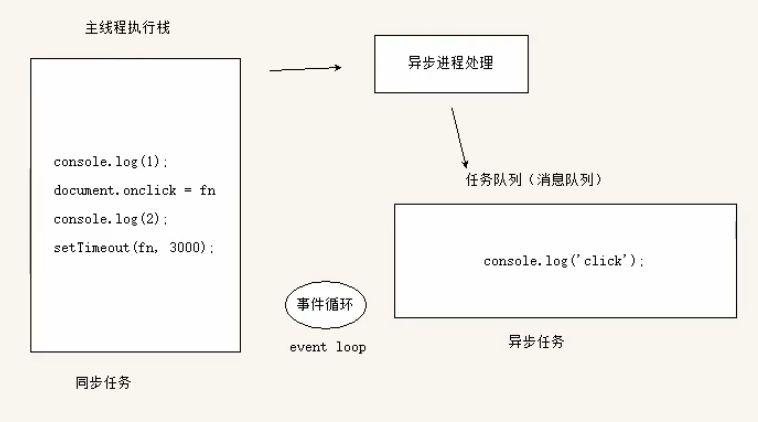 主线程执行栈
异步进程处理
console.log(1);
document.onclick = fn
console.log(2);
setTimeout(fn, 3000);
任务队列（消息队列）
console.log('click');
事件循环
event loop
异步任务
同步任务